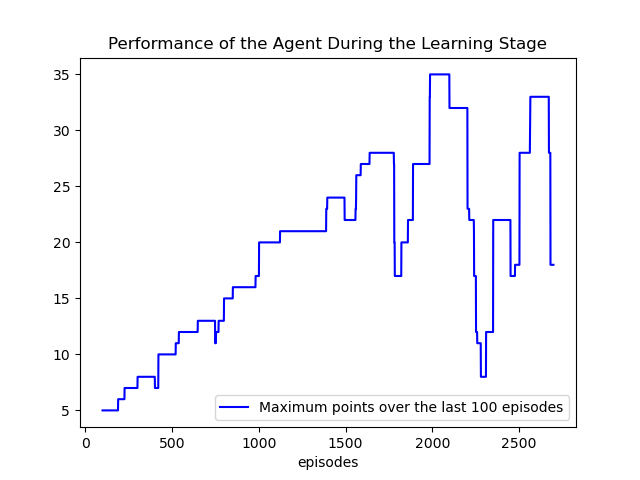 Performance of the Agent During the Learning Stage
35
30
25
20
15
10
5
Maximum points over the last 100 episodes
0 500 1000 1500 2000 2500
episodes